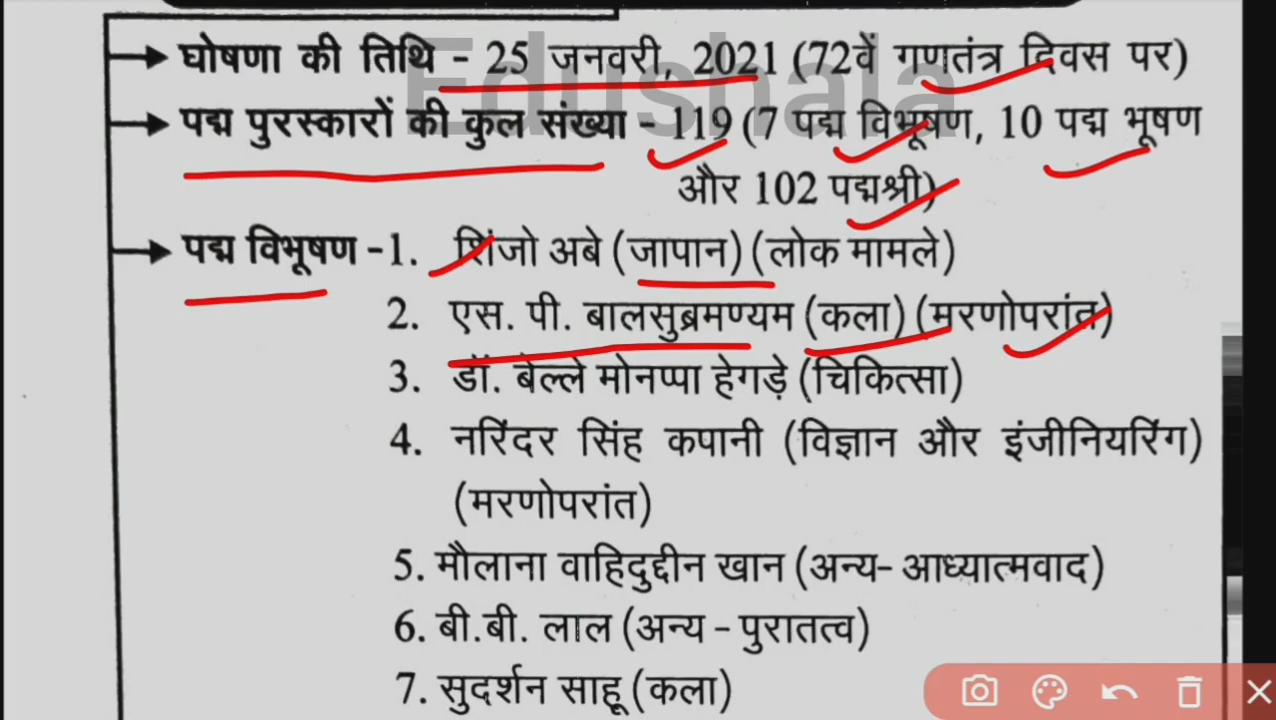 घोषणा की तिथि - 25 जनवरी, 2021 (72वें गणतंत्र दिवस पर)
पद्म पुरस्कारों की कुल संख्या - 119 (7 पद्म विभूषण, 10 पद्म भूषण
और 102 पद्मश्री)
पद्म विभूषण -1. शिंजो अबे (जापान) (लोक मामले)
2. एस. पी. बालसुब्रमण्यम (कला) (मरणोपरांत)
3. डॉ. बेल्ले मोनप्पा हेगड़े (चिकित्सा)
4. नरिंदर सिंह कपानी (विज्ञान और इंजीनियरिंग)
(मरणोपरांत)
5. मौलाना वाहिदुद्दीन खान (अन्य- आध्यात्मवाद)
6. बी.बी. लाल (अन्य - पुरातत्व)
7. सुदर्शन साहू (कला)
Edushala